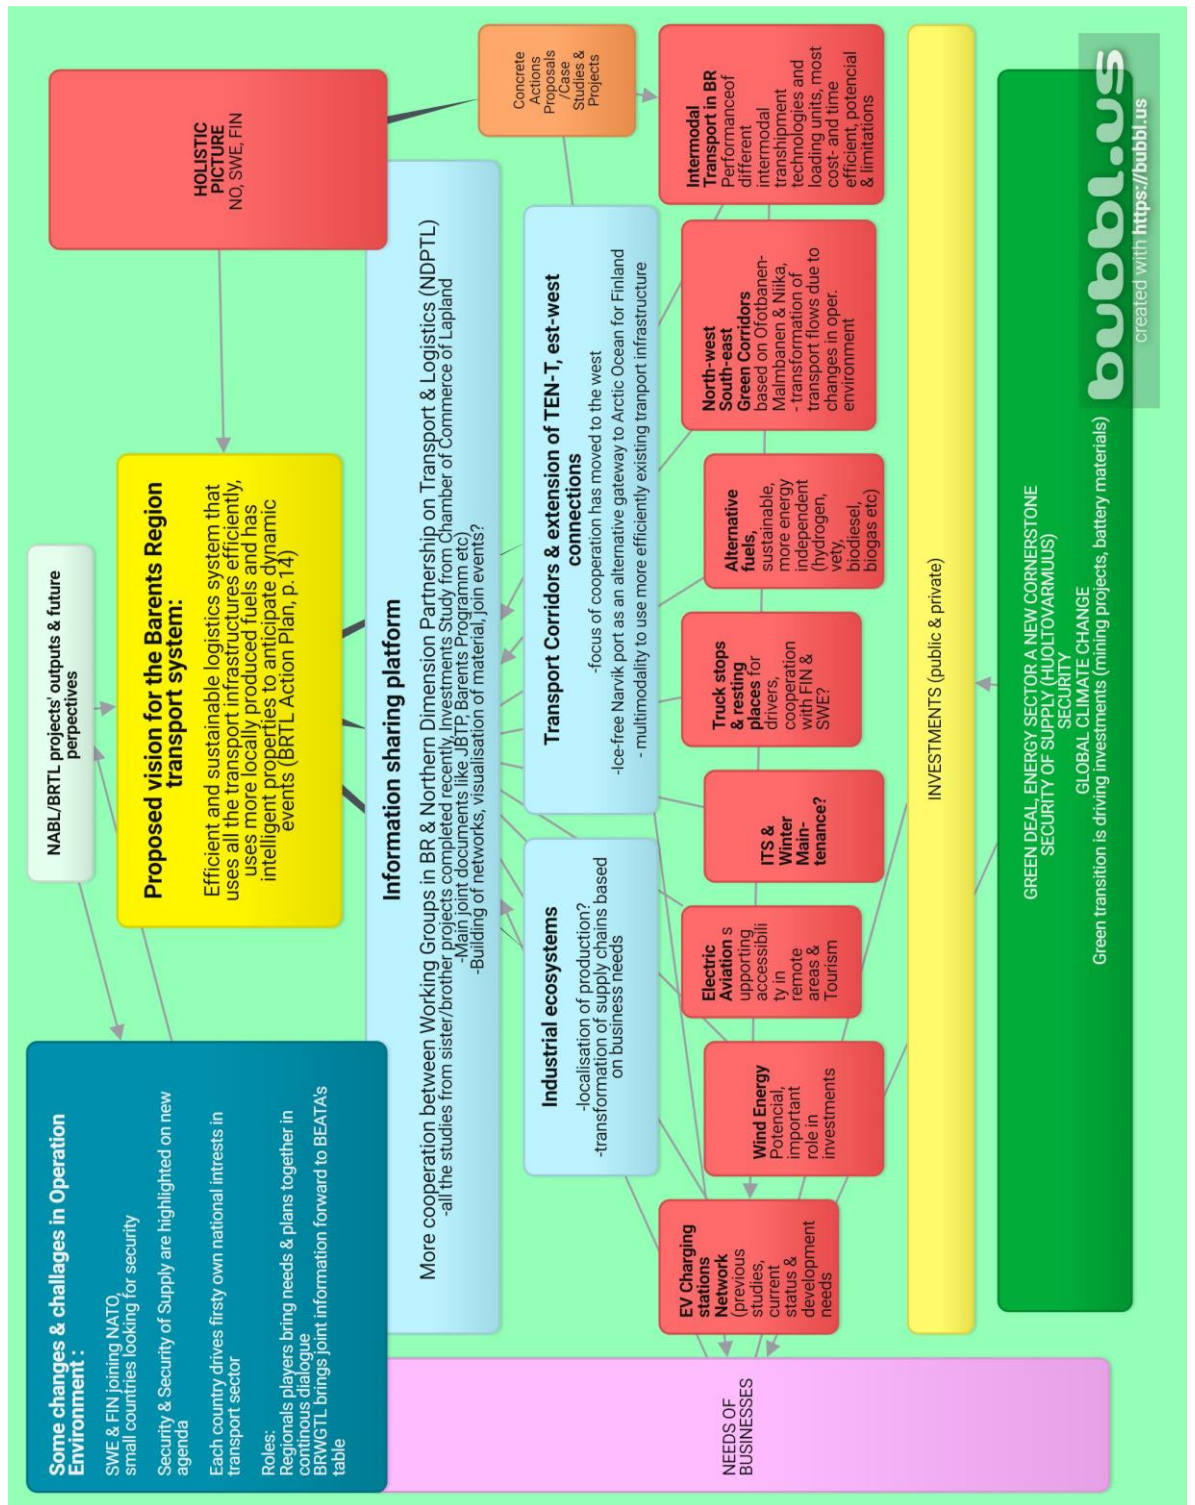 NABL/BRTL projects' outputs & future
perpectives
Some changes & challages in Operation
Environment :
SWE & FIN joining NATO,
small countries looking for security
Security & Security of Supply are highlighted on new
agenda
Each country drives firsty own national intrests in
transport sector
Roles:
Regionals players bring needs & plans together in
continous dialogue
BRWGTL brings joint information forward to BEATA's
table
Proposed vision for the Barents Region
transport system:
Efficient and sustainable logistics system that
uses all the transport infrastructures efficiently,
uses more locally produced fuels and has
intelligent properties to anticipate dynamic
events (BRTL Action Plan, p.14)
HOLISTIC
PICTURE
NO, SWE, FIN
Information sharing platform
More cooperation between Working Groups in BR & Northern Dimension Partnership on Transport & Logistics (NDPTL)
-all the studies from sister/brother projects completed recently, Investments Study from Chamber of Commerce of Lapland
-Main joint documents like JBTP, Barents Programm etc)
-Building of networks, visualisation of material, join events?
Concrete
Actions
Proposals
/Case
Studies &
Projects
Industrial ecosystems
-localisation of production?
-transformation of supply chains based
on business needs
Transport Corridors & extension of TEN-T, est-west
connections
-focus of cooperation has moved to the west
-Ice-free Narvik port as an alternative gateway to Arctic Ocean for Finland
- multimodality to use more efficiently existing tranport infrastructure
EV Charging
stations
Network
(previous
studies,
current
status &
development
needs
Wind Energy
Potencial,
important
role in
investments
Electric
Aviation s
upporting
accessibili
ty in
remote
areas &
Tourism
ITS &
Winter
Main-
tenance?
Truck stops
& resting
places for
drivers,
cooperation
with FIN &
SWE?
Alternative
fuels,
sustainable,
more energy
independent
(hydrogen,
vety,
biodiesel,
biogas etc)
North-west
South-east
Green Corridors
based on Ofotbanen-
Malmbanen & Niika,
- transformation of
transport flows due to
changes in oper.
environment
Intermodal
Transport in BR
Performanceof
different
intermodal
transhipment
technologies and
loading units, most
cost- and time
efficient, potencial
& limitations
NEEDS OF
BUSINESSES
INVESTMENTS (public & private)
GREEN DEAL, ENERGY SECTOR A NEW CORNERSTONE
SECURITY OF SUPPLY (HUOLTOVARMUUS)
SECURITY
GLOBAL CLIMATE CHANGE
Green transition is driving investments (mining projects, battery materials)
bubbl.us
created with https://bubbl.us